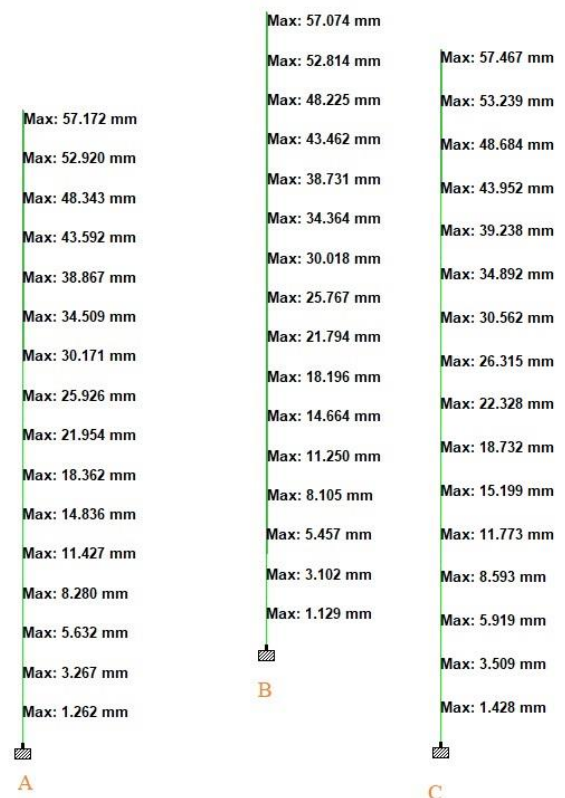 Max: 57.172 mm
Max: 52.920 mm
Max: 48.343 mm
Max: 43.592 mm
Max: 38.867 mm
Max: 34.509 mm
Max: 30.171 mm
Max: 25.926 mm
Max: 21.954 mm
Max: 18.362 mm
Max: 14.836 mm
Max: 11.427 mm
Max: 8.280 mm
Max: 5.632 mm
Max: 3.267 mm
Max: 1.262 mm
A
Max: 57.074 mm
Max: 52.814 mm
Max: 48.225 mm
Max: 43.462 mm
Max: 38.731 mm
Max: 34.364 mm
Max: 30.018 mm
Max: 25.767 mm
Max: 21.794 mm
Max: 18.196 mm
Max: 14.664 mm
Max: 11.250 mm
Max: 8.105 mm
Max: 5.457 mm
Max: 3.102 mm
Max: 1.129 mm
B
Max: 57.467 mm
Max: 53.239 mm
Max: 48.684 mm
Max: 43.952 mm
Max: 39.238 mm
Max: 34.892 mm
Max: 30.562 mm
Max: 26.315 mm
Max: 22.328 mm
Max: 18.732 mm
Max: 15.199 mm
Max: 11.773 mm
Max: 8.593 mm
Max: 5.919 mm
Max: 3.509 mm
Max: 1.428 mm
C